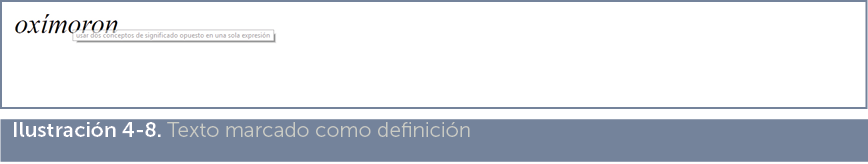 oxímoron
usar dos conceptos de significado opuesto en una sola expresión
Ilustración 4-8. Texto marcado como definición